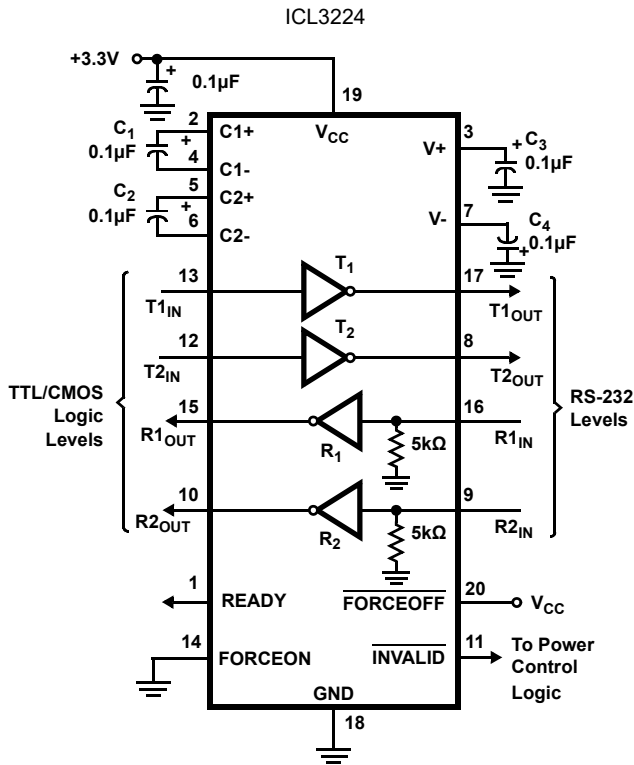 ICL3224
+3.3V
+
0.1µF
19
2
C1+
VCC
3
V+
+
C3
0.1µF
C1
0.1µF
+
4
C1-
5
C2+
C2
0.1µF
+
6
C2-
7
V-
C4
0.1µF
+
13
T1
17
T1IN
T1OUT
12
T2
8
T2IN
T2OUT
TTL/CMOS
Logic
Levels
RS-232
Levels
15
16
R1OUT
R1
5kΩ
R1IN
10
9
R2OUT
R2
5kΩ
R2IN
1
READY
FORCEOFF
20
VCC
14
FORCEON
INVALID
11
To Power
Control
Logic
GND
18